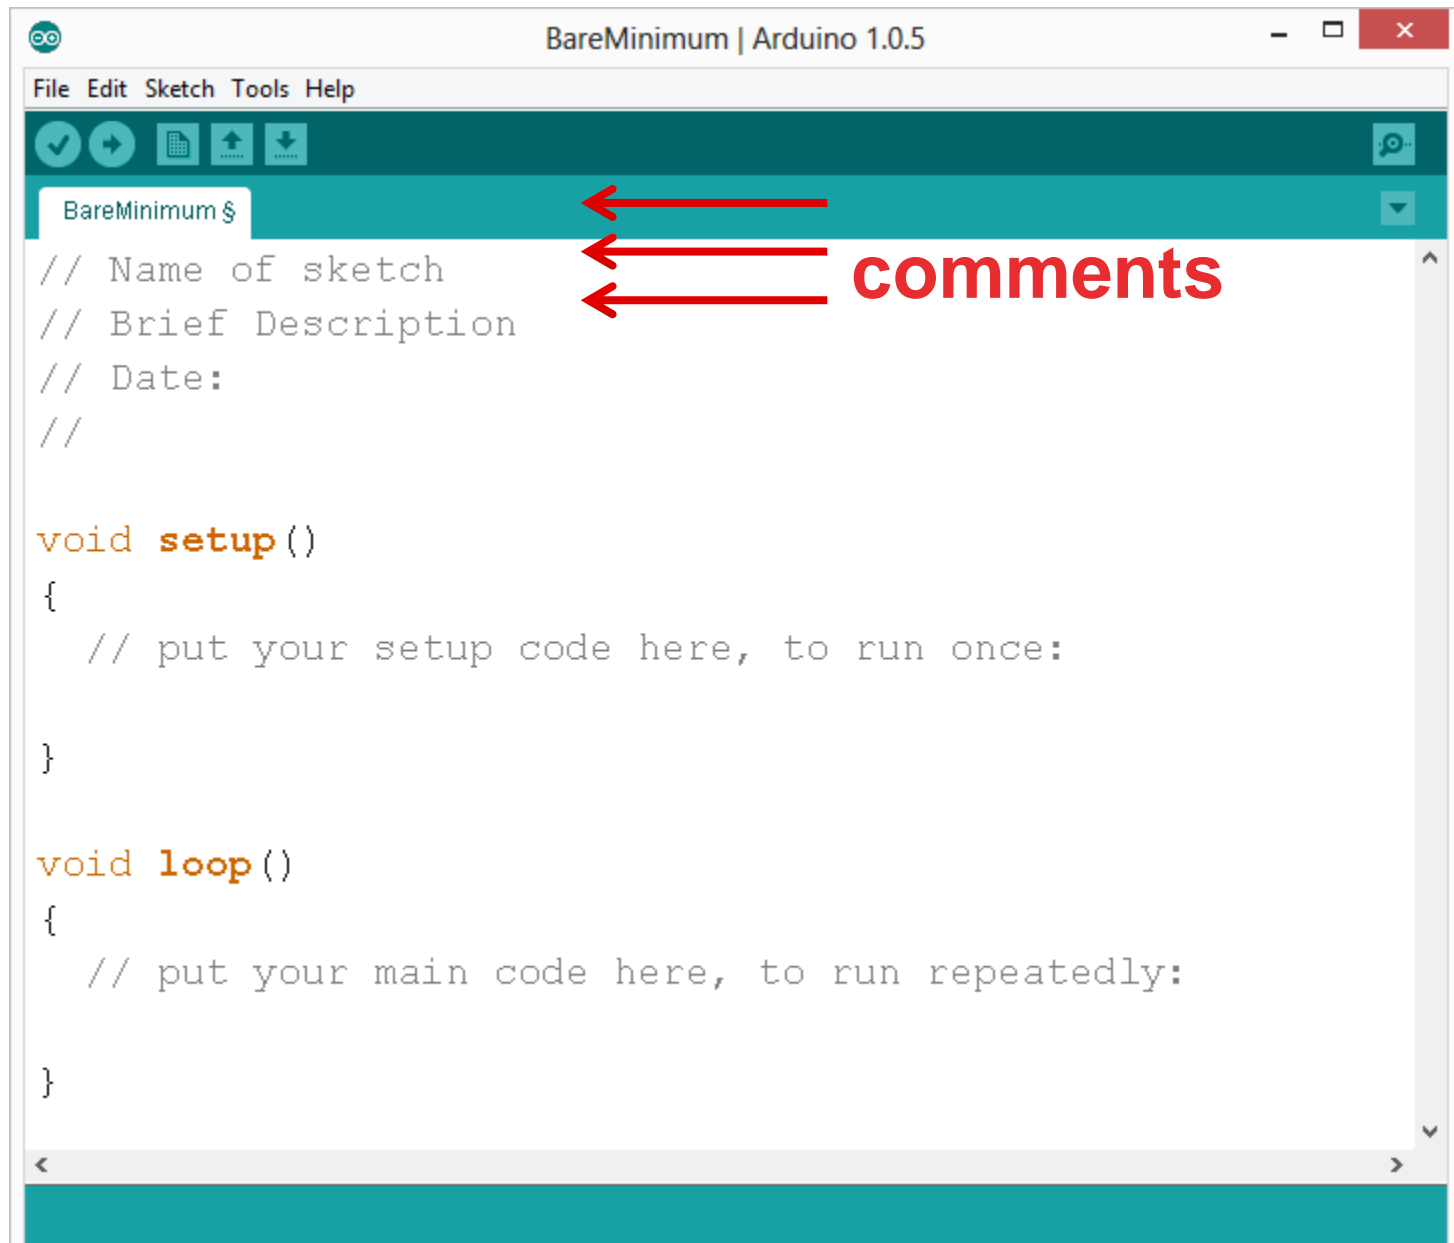 BareMinimum | Arduino 1.0.5
File Edit Sketch Tools Help
BareMinimum §
// Name of sketch
comments
// Brief Description
// Date:
//
void setup()
{
// put your setup code here, to run once:
}
void loop()
{
// put your main code here, to run repeatedly:
}